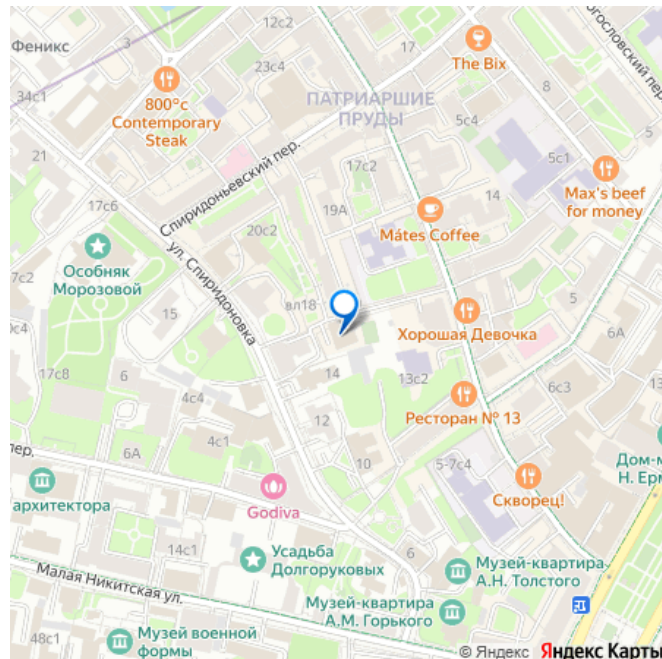 Феникс
12с2
17
The Bix
23с4
34с1
800°c
Contemporary
Steak
ПАТРИАРШИЕ
ПРУДЫ
8
5с4
21
Спиридоньевский пер.
17с2
5с1
Max's beef
for money
17с6
19А
14
Mátes Coffee
20с2
7с2
Особняк
Морозовой
ул. Спиридоновка
вл18
15
5
9с4
Хорошая Девочка
6А
17с8
6
14
13с2
6с3
4с4
Ресторан № 13
12
4с1
пер.
6А
10
5-7с4
Дом-м
Н. Ерм
архитектора
Godiva
Скворец!
14с1
Усадьба
Долгоруковых
6
Музей-квартира
А.Н. Толстого
Малая Никитская ул.
Музей-квартира
А.М. Горького
48с1
Музей военной
формы
© Яндекс Яндекс Карты